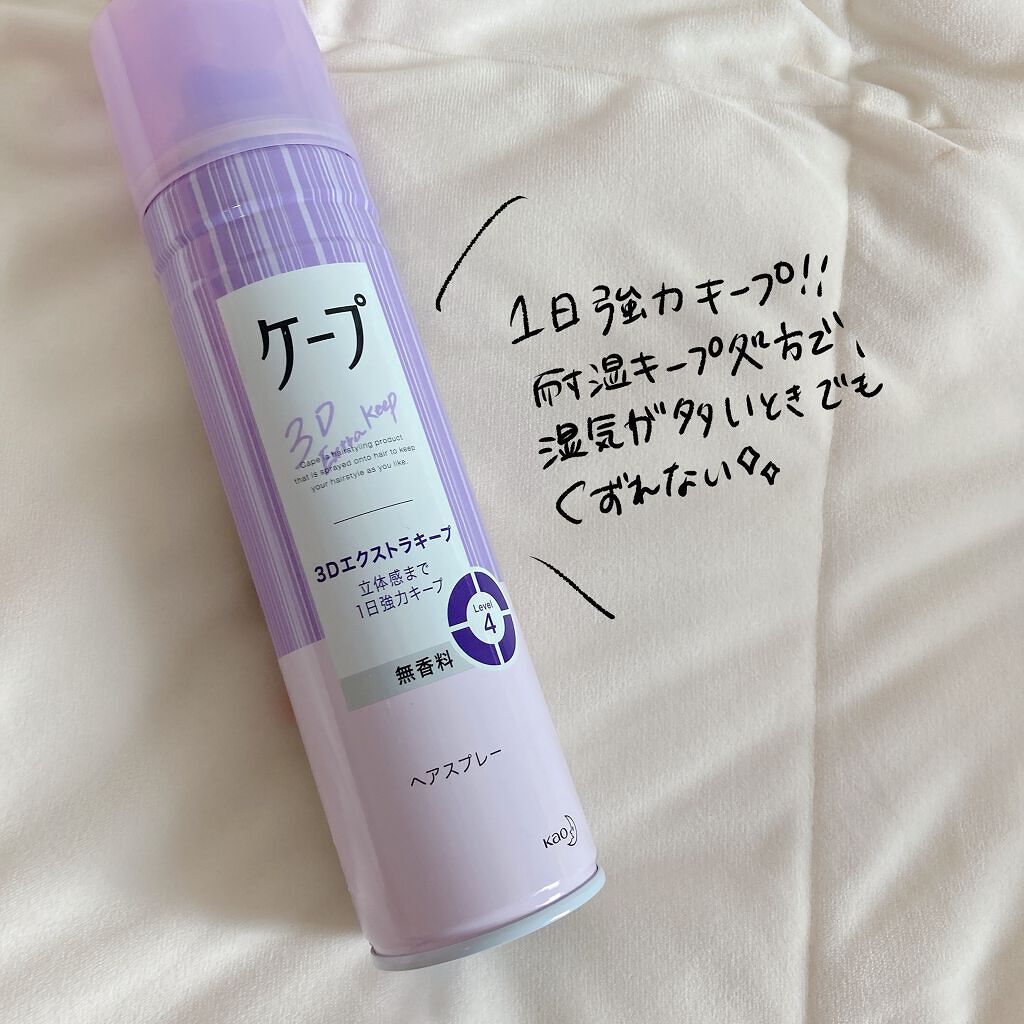 ケープ
3D
Extra Keep
Cape is hairstyling product
that is sprayed onto hair to keep
your hairstyle as you like.
3Dエクストラキープ
立体感まで
1日強力キープ
Level
4
無香料
ヘアスプレー
Kao
1日強力キープ!!
耐湿キープ処方で、
湿気が多いときでも
くずれない